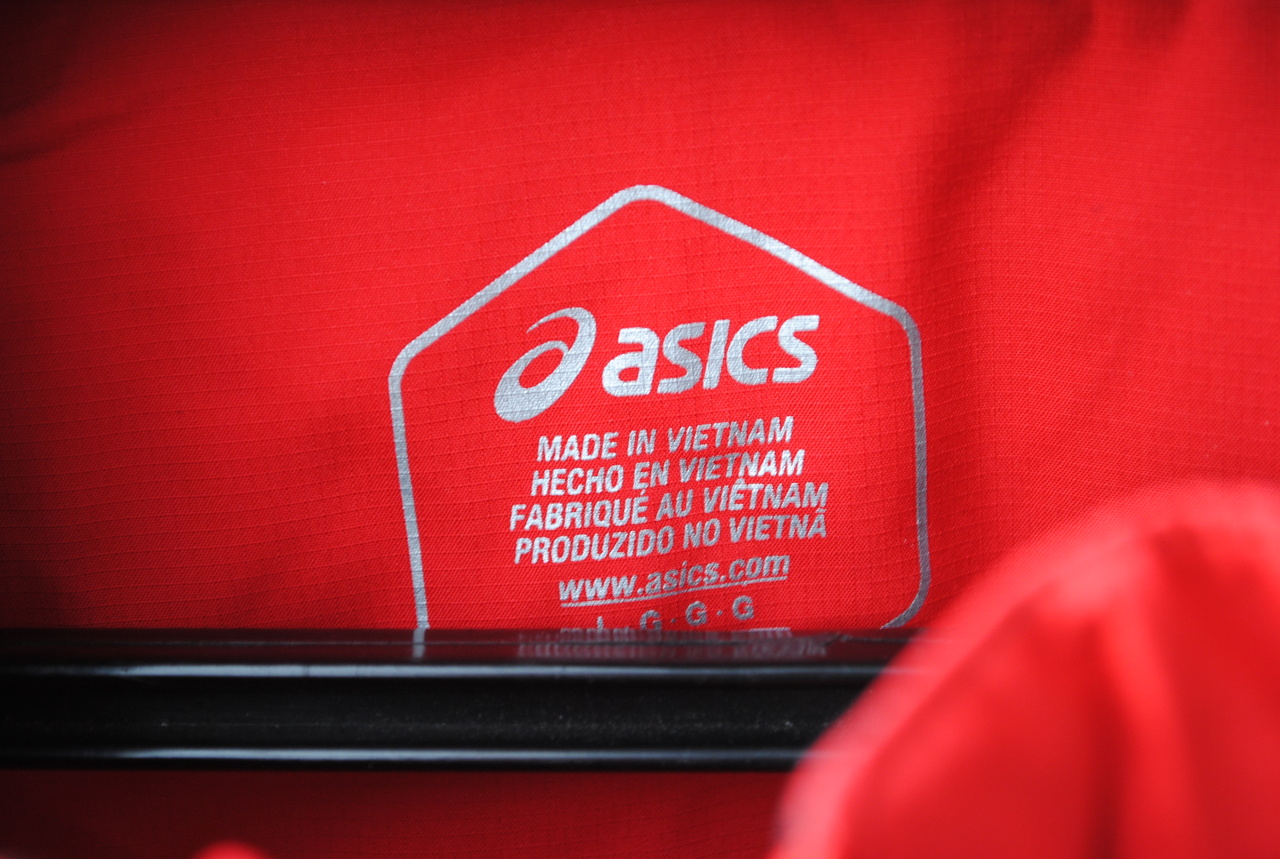 asics
MADE IN VIETNAM
HECHO EN VIETNAM
FABRIQUÉ AU VIÊTNAM
PRODUZIDO NO VIETNÃ
www.asics.com
L · G · G · G